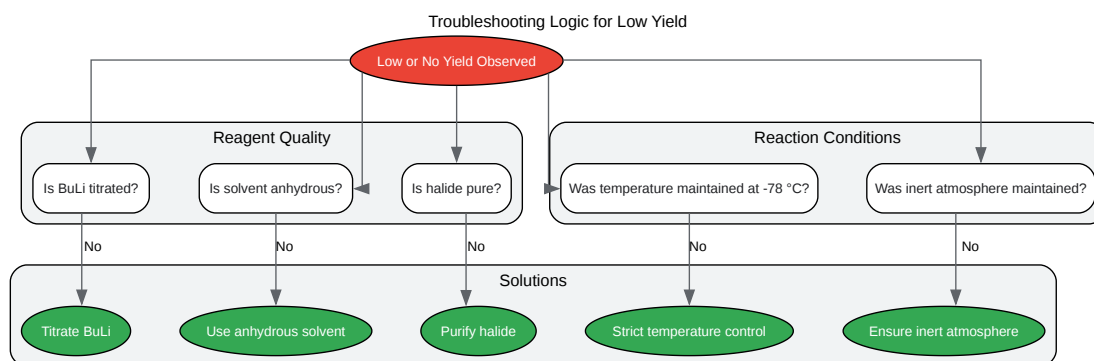 Troubleshooting Logic for Low Yield
Low or No Yield Observed
Reagent Quality
Reaction Conditions
Is BuLi titrated?
Is solvent anhydrous?
Is halide pure?
Was temperature maintained at -78 °C?
Was inert atmosphere maintained?
No
No
No
No
No
Solutions
Titrate BuLi
Use anhydrous solvent
Purify halide
Strict temperature control
Ensure inert atmosphere